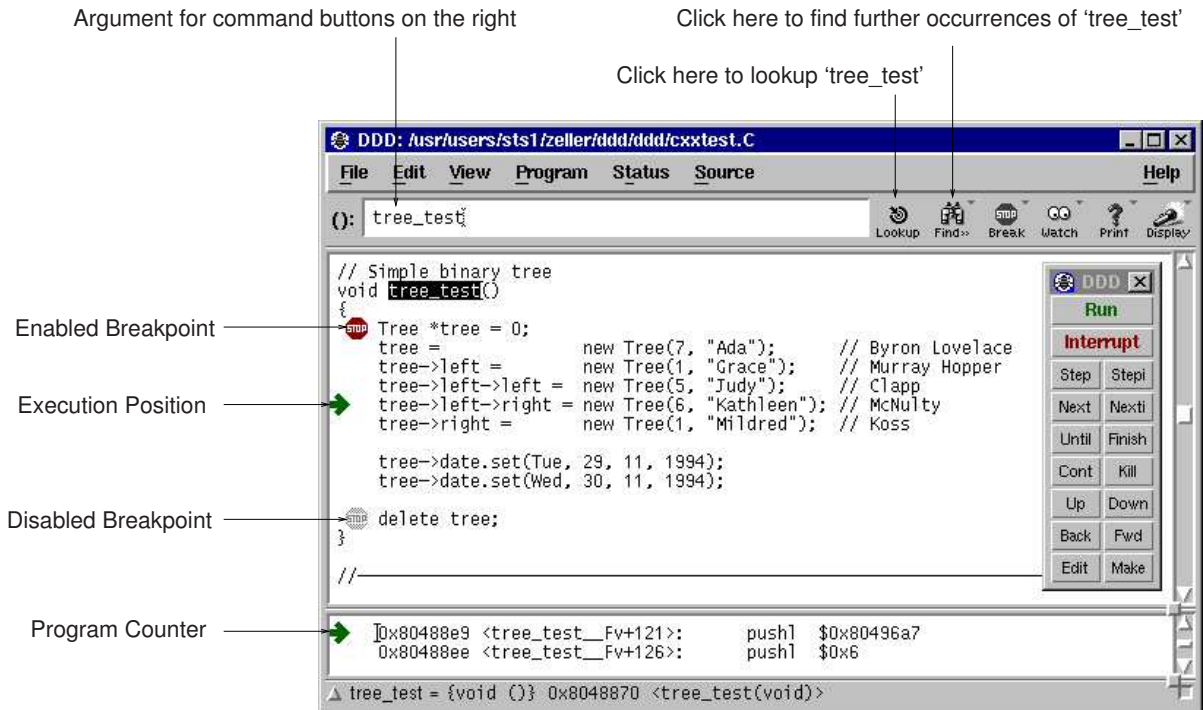 Argument for command buttons on the right
Click here to find further occurrences of ‘tree_test’
Click here to lookup ‘tree_test’
DDD: /usr/users/sts1/zeller/ddd/ddd/cxxtest.C
File Edit View Program Status Source Help
(): tree_test
Lookup Find>> Break Watch Print Display
// Simple binary tree
void tree_test()
{
Enabled Breakpoint
STOP Tree *tree = 0;
tree = new Tree(7, "Ada"); // Byron Lovelace
tree->left = new Tree(1, "Grace"); // Murray Hopper
tree->left->left = new Tree(5, "Judy"); // Clapp
Execution Position
tree->left->right = new Tree(6, "Kathleen"); // McNulty
tree->right = new Tree(1, "Mildred"); // Koss
tree->date.set(Tue, 29, 11, 1994);
tree->date.set(Wed, 30, 11, 1994);
Disabled Breakpoint
STOP delete tree;
}
//
DDD
Run
Interrupt
Step Stepi
Next Nexti
Until Finish
Cont Kill
Up Down
Back Fwd
Edit Make
Program Counter
0x80488e9 <tree_test__Fv+121>: pushl $0x80496a7
0x80488ee <tree_test__Fv+126>: pushl $0x6
tree_test = {void ()} 0x8048870 <tree_test(void)>